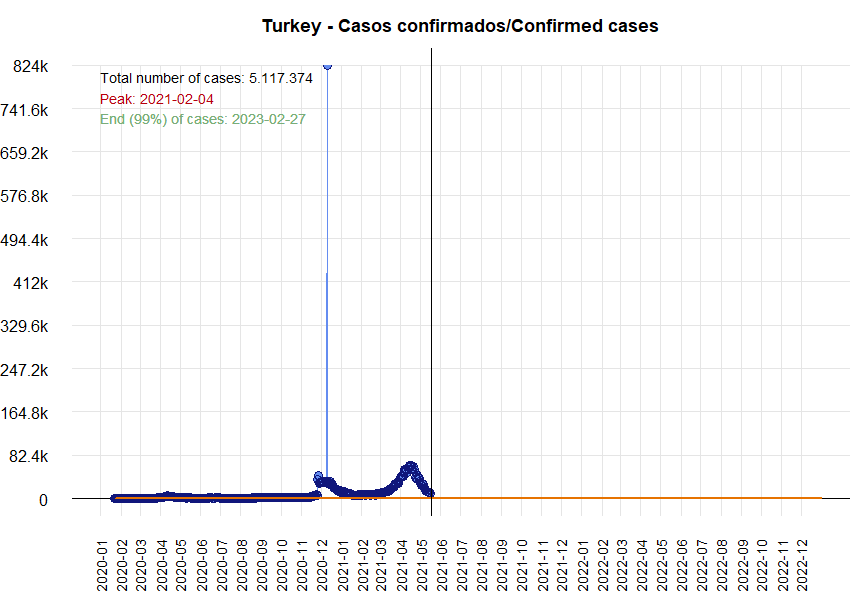 Turkey - Casos confirmados/Confirmed cases
824k
Total number of cases: 5.117.374
Peak: 2021-02-04
741.6k
End (99%) of cases: 2023-02-27
659.2k
576.8k
494.4k
412k
329.6k
247.2k
164.8k
82.4k
0
2020-01
2020-02
2020-03
2020-04
2020-05
2020-06
2020-07
2020-08
2020-09
2020-10
2020-11
2020-12
2021-01
2021-02
2021-03
2021-04
2021-05
2021-06
2021-07
2021-08
2021-09
2021-10
2021-11
2021-12
2022-01
2022-02
2022-03
2022-04
2022-05
2022-06
2022-07
2022-08
2022-09
2022-10
2022-11
2022-12